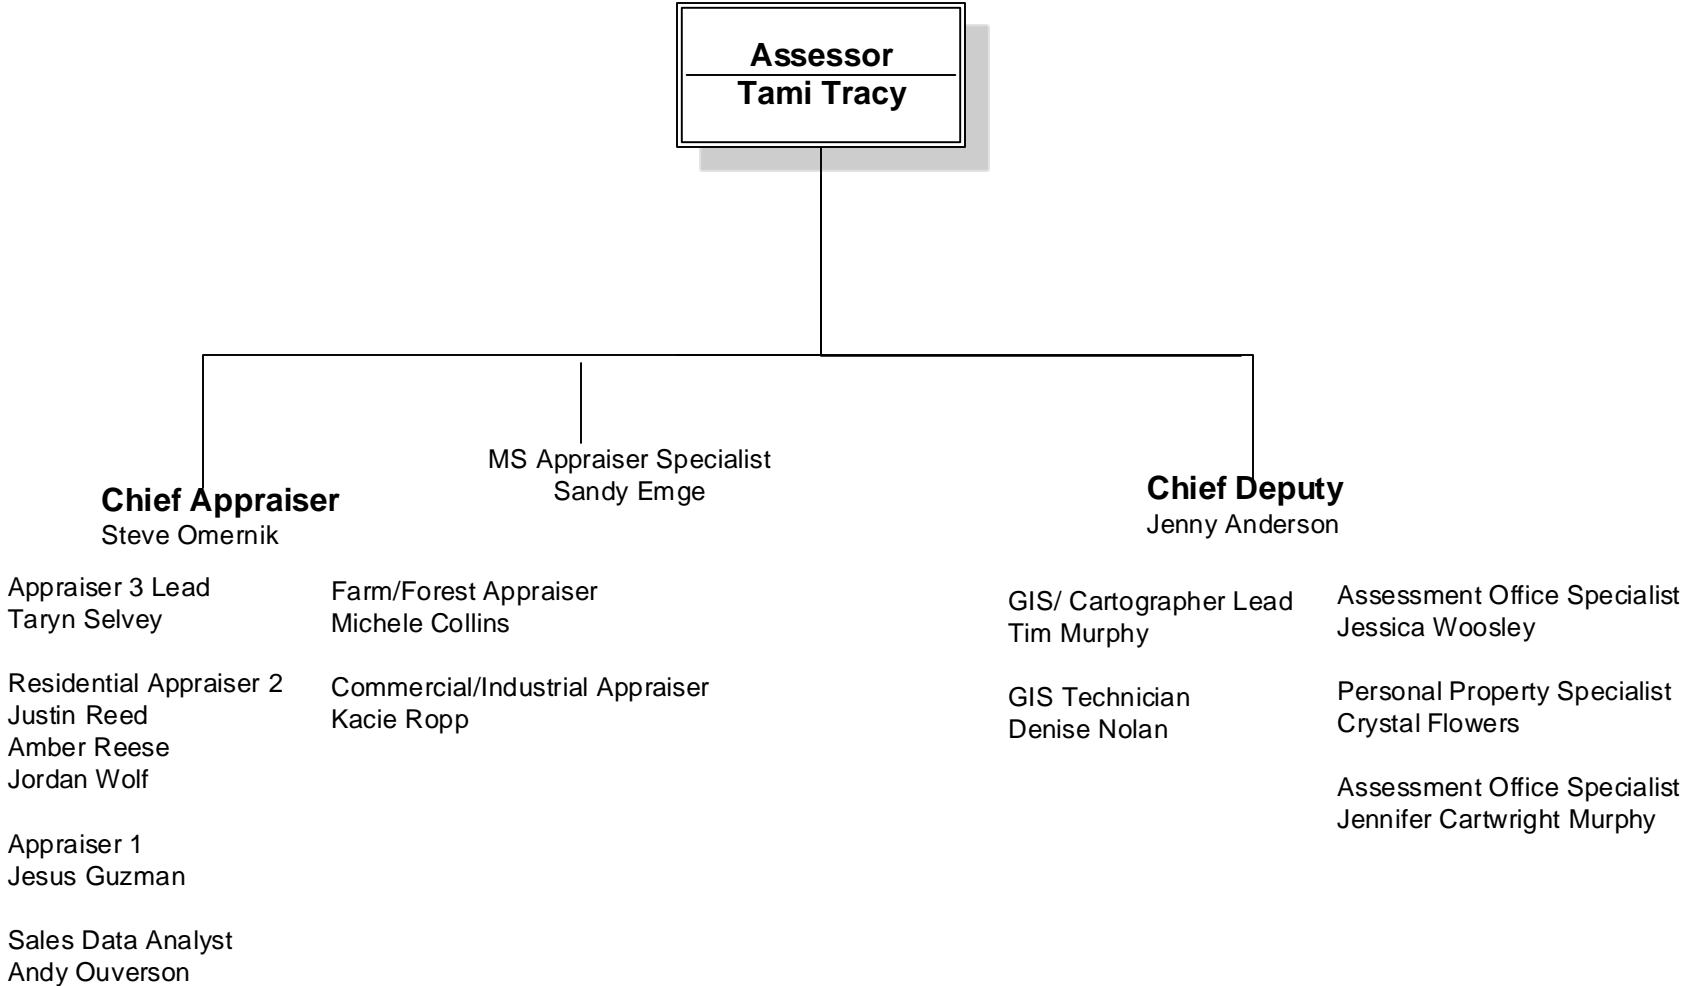 Assessor
Tami Tracy
MS Appraiser Specialist
Sandy Emge
Chief Appraiser
Steve Omernik
Chief Deputy
Jenny Anderson
Appraiser 3 Lead
Taryn Selvey
Residential Appraiser 2
Justin Reed
Amber Reese
Jordan Wolf
Appraiser 1
Jesus Guzman
Sales Data Analyst
Andy Ouverson
Farm/Forest Appraiser
Michele Collins
Commercial/Industrial Appraiser
Kacie Ropp
GIS/ Cartographer Lead
Tim Murphy
GIS Technician
Denise Nolan
Assessment Office Specialist
Jessica Woosley
Personal Property Specialist
Crystal Flowers
Assessment Office Specialist
Jennifer Cartwright Murphy